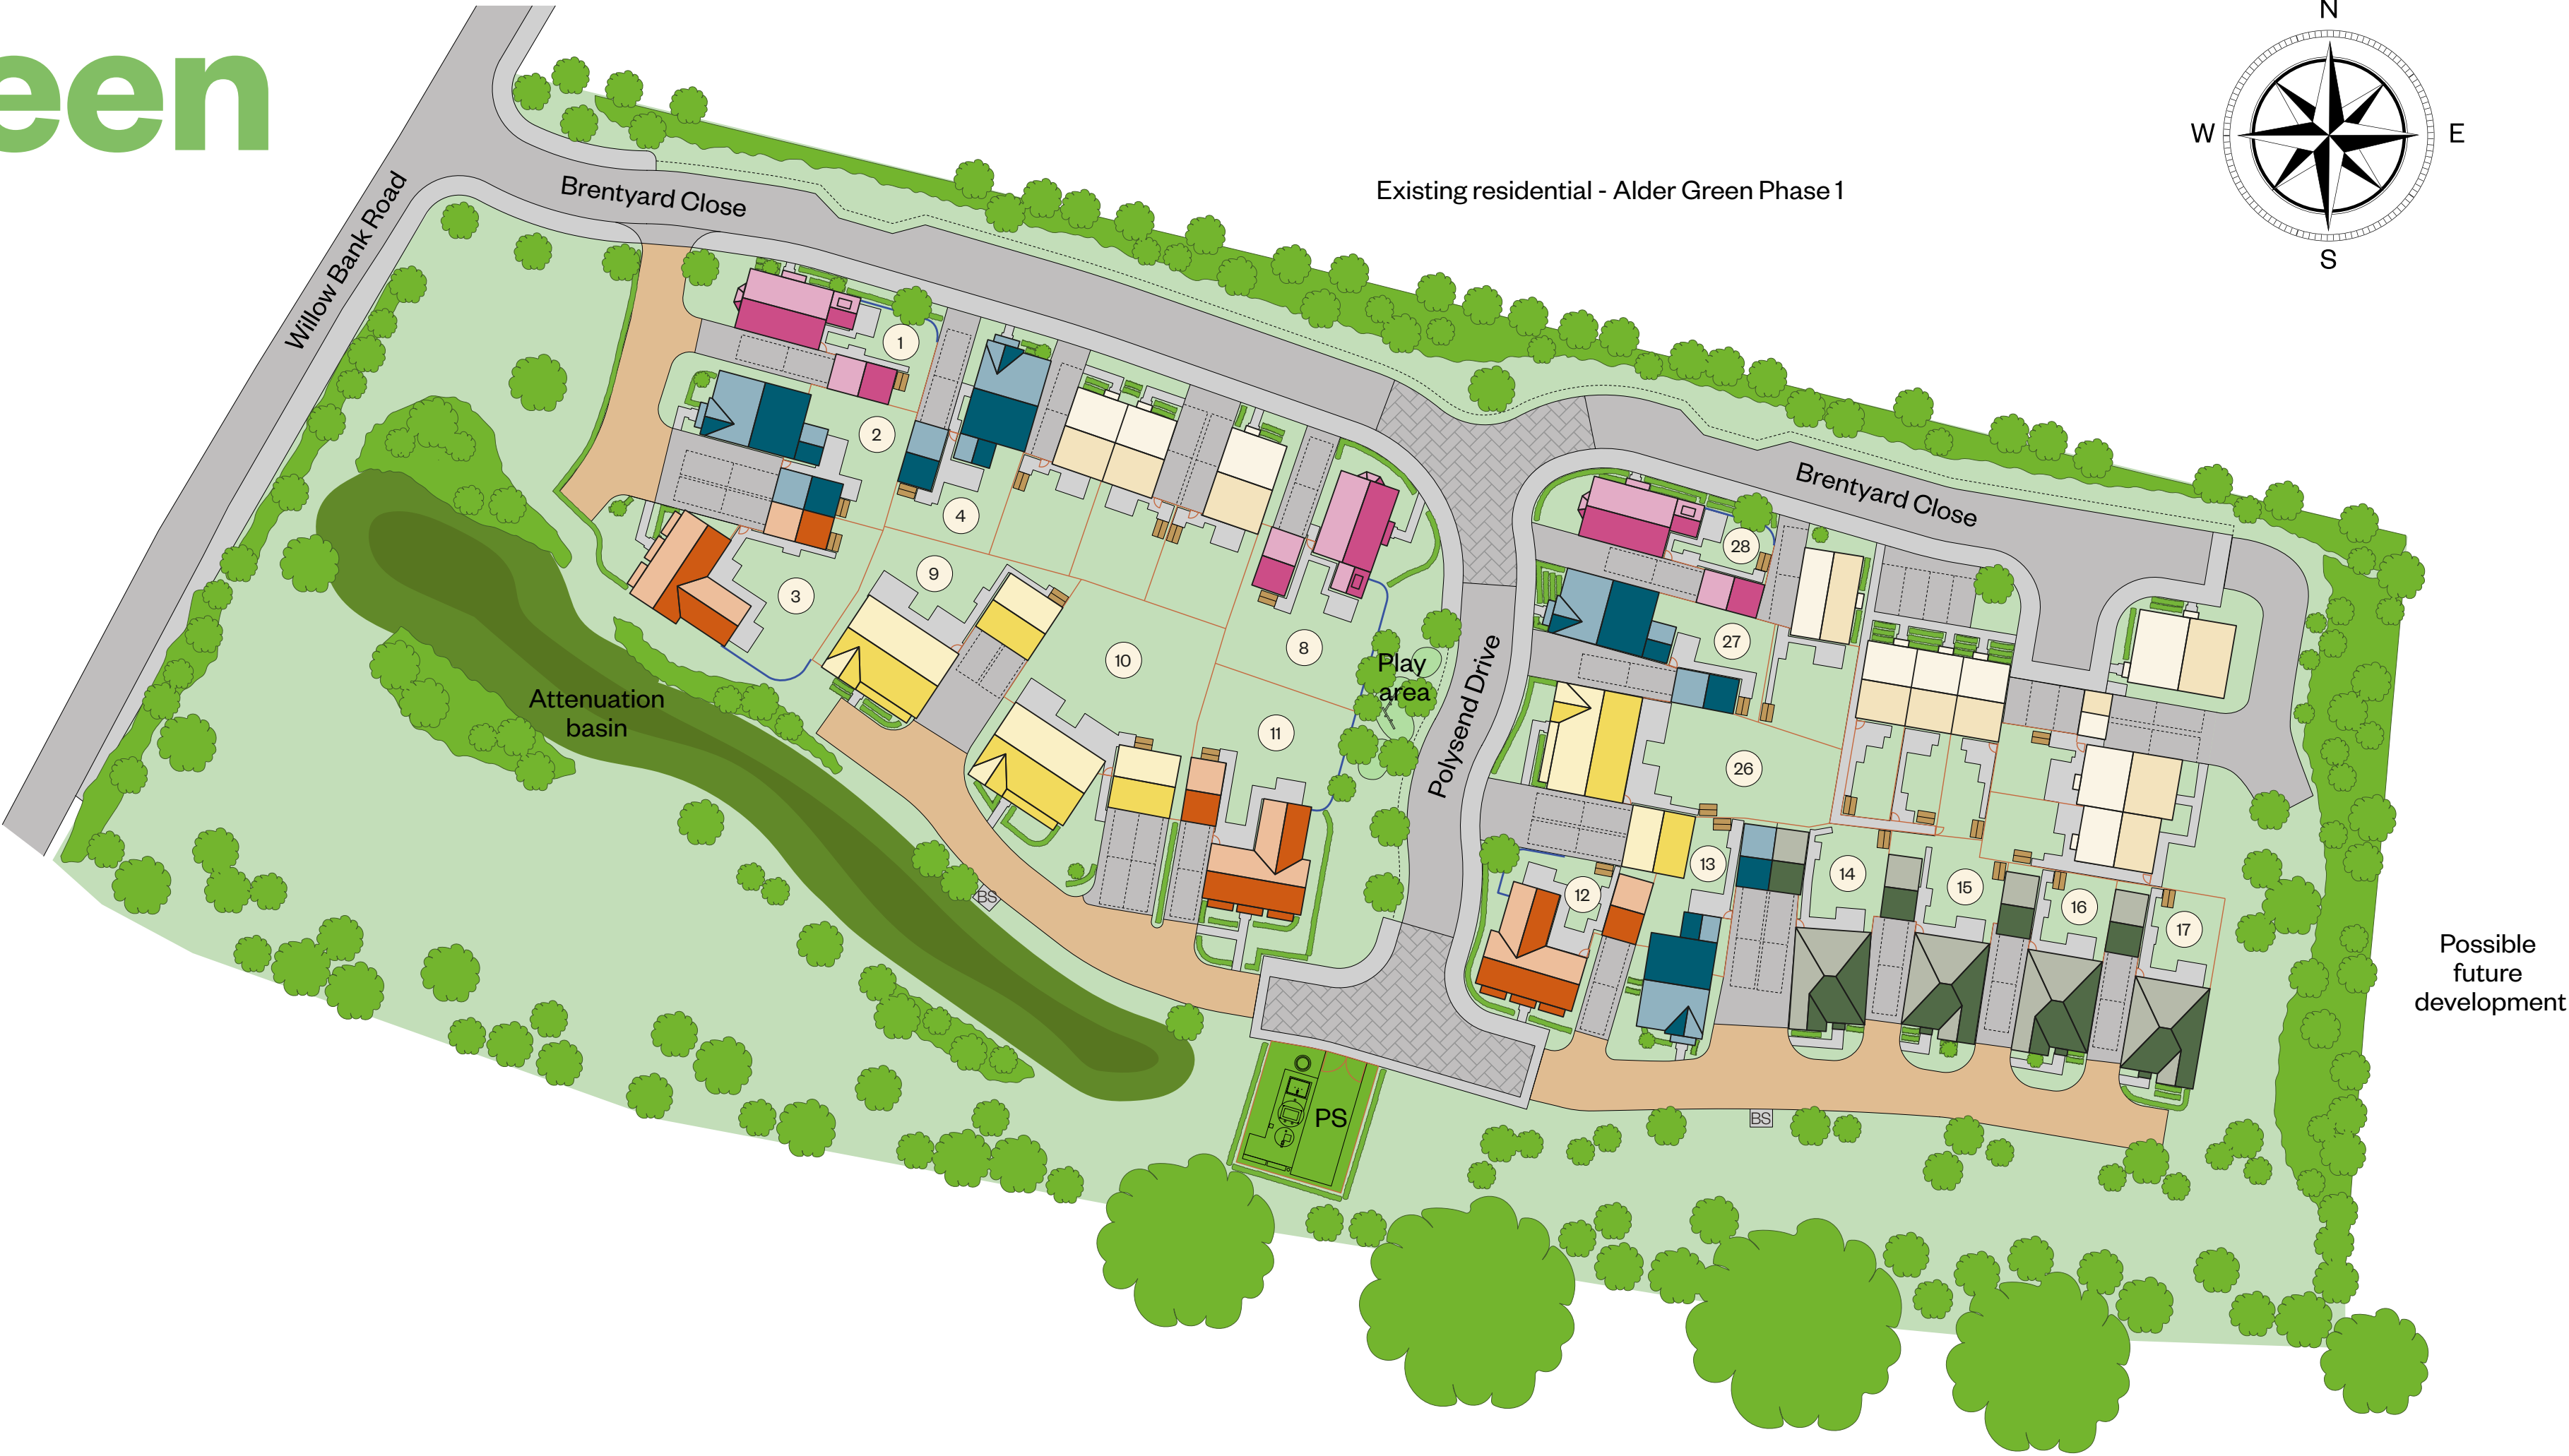 een
N
W
E
S
Existing residential - Alder Green Phase 1
Willow Bank Road
Brentyard Close
Brentyard Close
Polysend Drive
1
2
4
3
9
10
8
11
Play
area
28
27
26
12
13
14
15
16
17
Attenuation
basin
BS
BS
PS
Possible
future
development